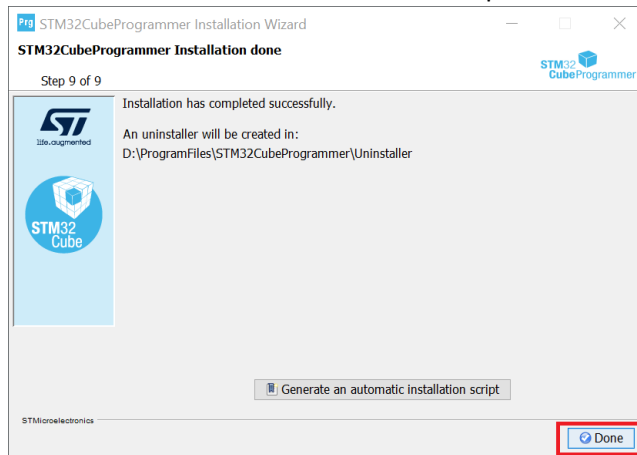 Prg STM32CubeProgrammer Installation Wizard
STM32CubeProgrammer Installation done
Step 9 of 9
STM32
CubeProgrammer
ST
life.augmented
STM32
Cube
Installation has completed successfully.
An uninstaller will be created in:
D:\ProgramFiles\STM32CubeProgrammer\Uninstaller
Generate an automatic installation script
STMicroelectronics
Done